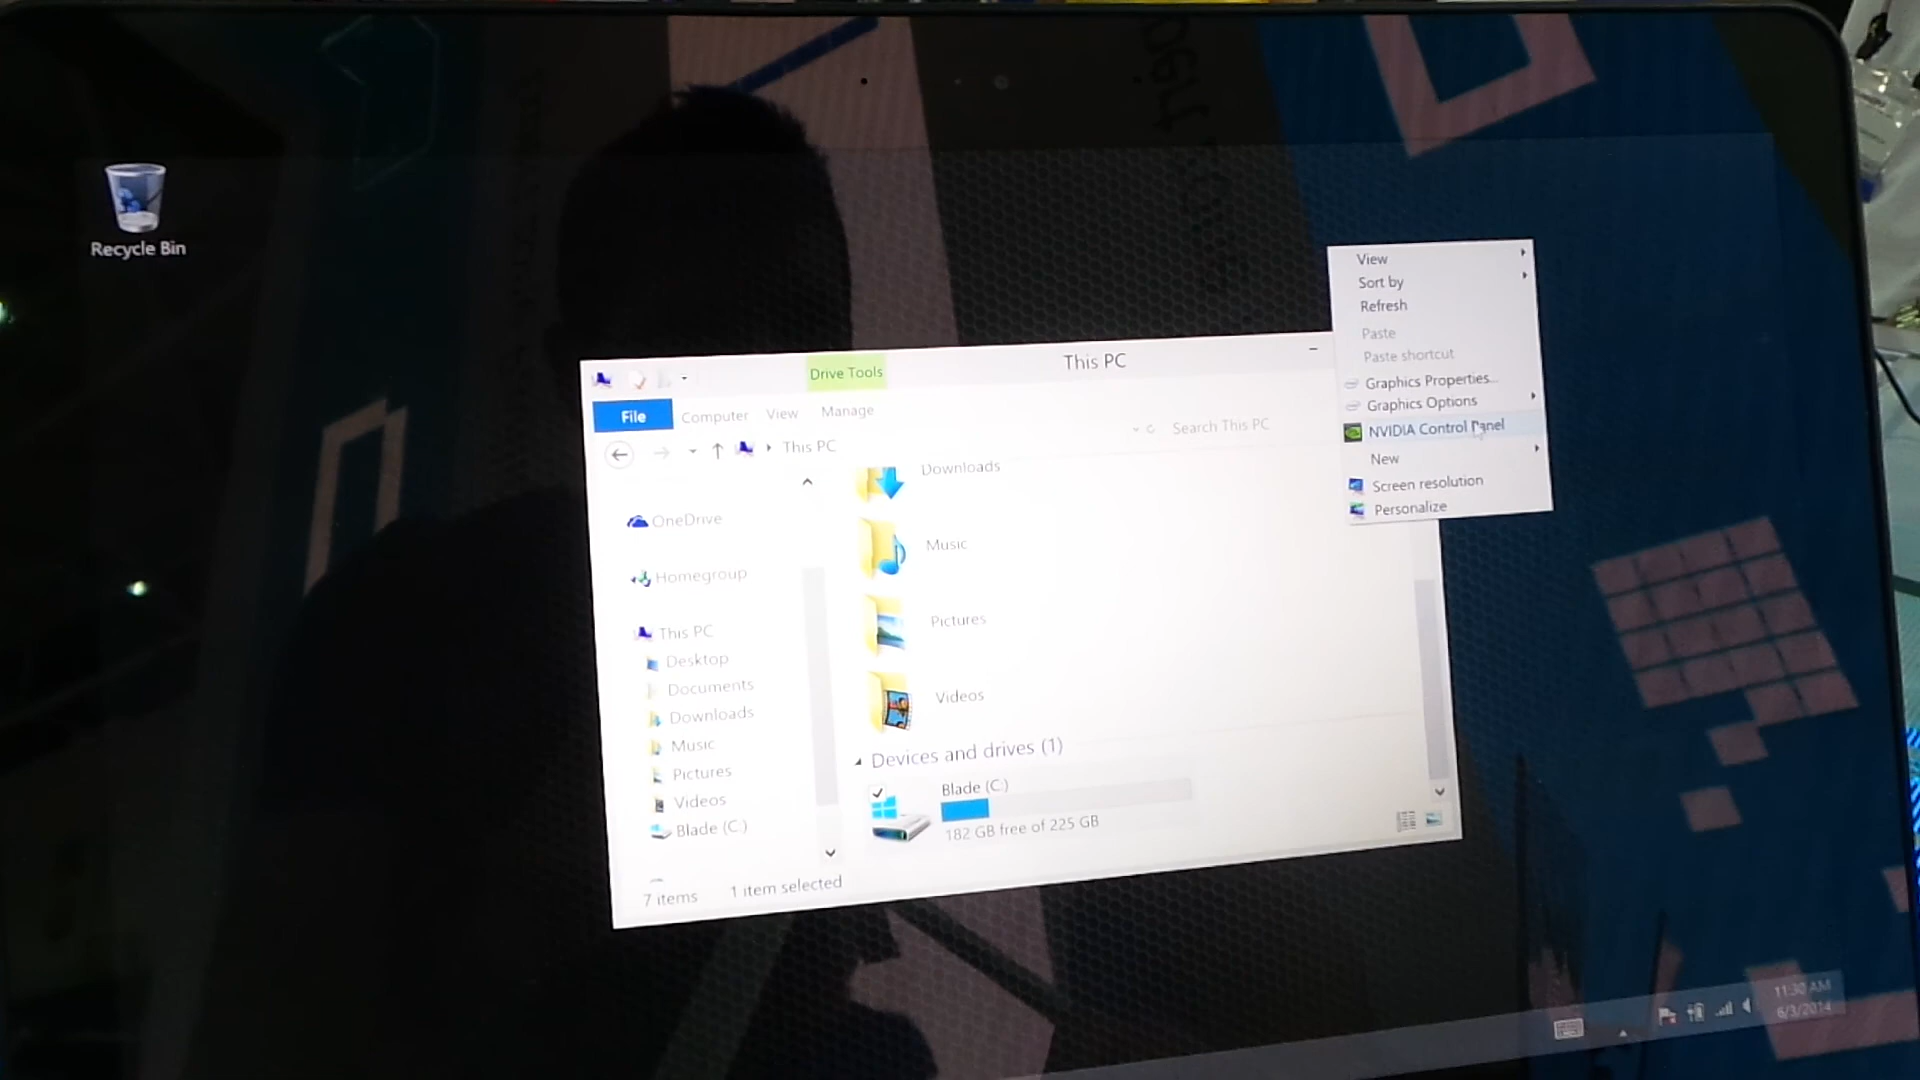 Recycle Bin
This PC
Drive Tools
File
Computer
View
Manage
This PC
Search This PC
OneDrive
Homegroup
This PC
Desktop
Documents
Downloads
Music
Pictures
Videos
Blade (C:)
Downloads
Music
Pictures
Videos
Devices and drives (1)
Blade (C:)
182 GB free of 225 GB
7 items
1 item selected
View
Sort by
Refresh
Paste
Paste shortcut
Graphics Properties...
Graphics Options
NVIDIA Control Panel
New
Screen resolution
Personalize
11:30 AM
6/3/2014